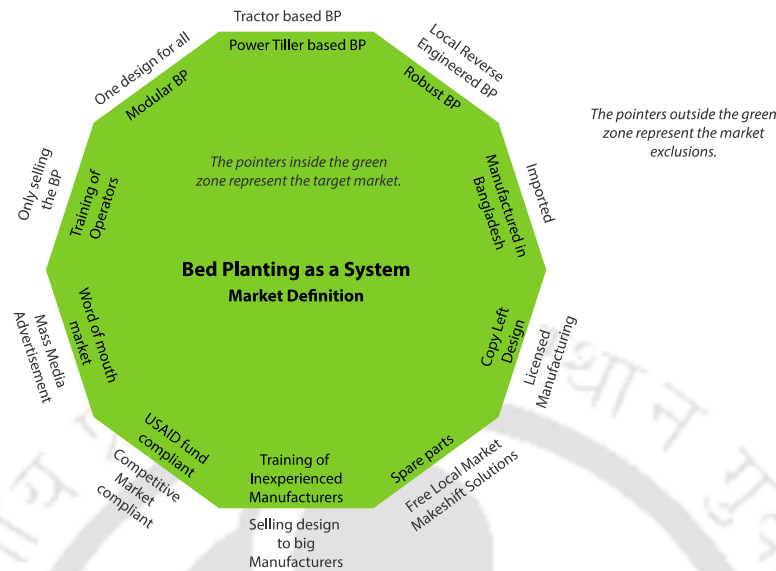 Tractor based BP
Power Tiller based BP
Local Reverse
Engineered BP
Robust BP
The pointers outside the green
zone represent the market
exclusions.
One design for all
Modular BP
The pointers inside the green
zone represent the target market.
Imported
Manufactured in
Bangladesh
Only selling
the BP
Training of
Operators
Bed Planting as a System
Market Definition
Copy Left
Design
Licensed
Manufacturing
Word of mouth
market
Mass Media
Advertisement
USAID fund
compliant
Competitive
Market
compliant
Training of
Inexperienced
Manufacturers
Selling design
to big
Manufacturers
Spare parts
Free Local Market
Makeshift Solutions